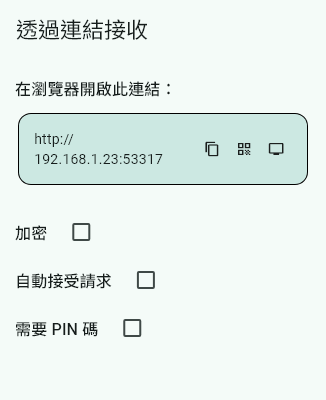 透過連結接收
在瀏覽器開啟此連結：
http://
192.168.1.23:53317
加密
自動接受請求
需要 PIN 碼